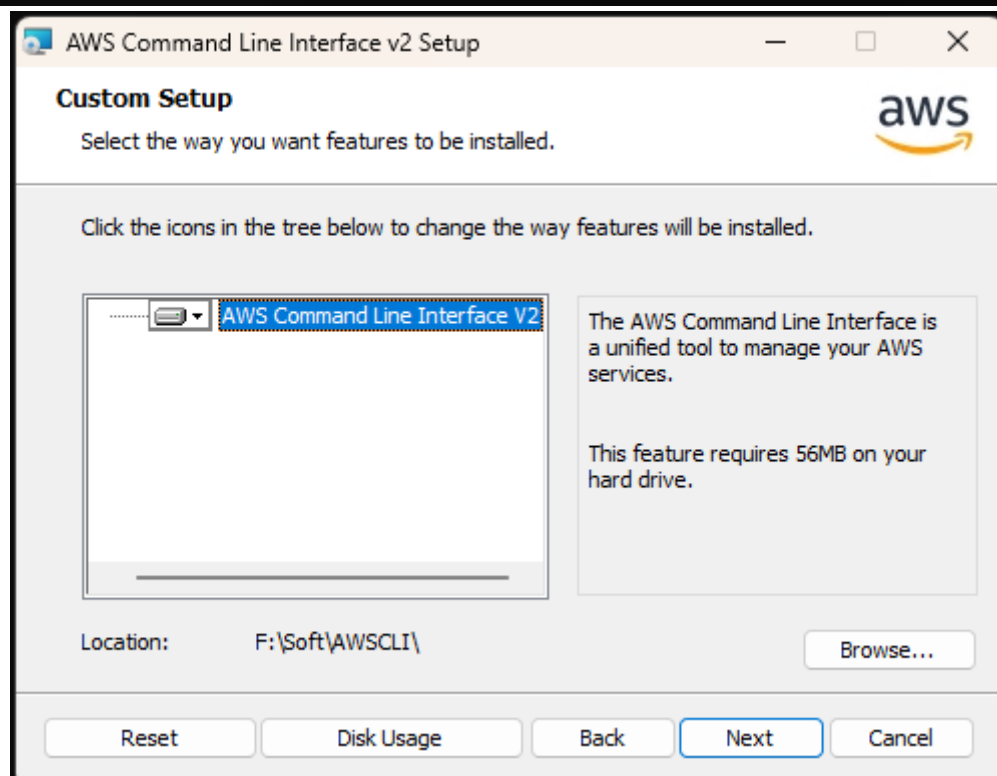 AWS Command Line Interface v2 Setup
Custom Setup
Select the way you want features to be installed.
aws
Click the icons in the tree below to change the way features will be installed.
AWS Command Line Interface V2
The AWS Command Line Interface is
a unified tool to manage your AWS
services.
This feature requires 56MB on your
hard drive.
Location: F:\Soft\AWSCLI\
Browse...
Reset Disk Usage Back Next Cancel